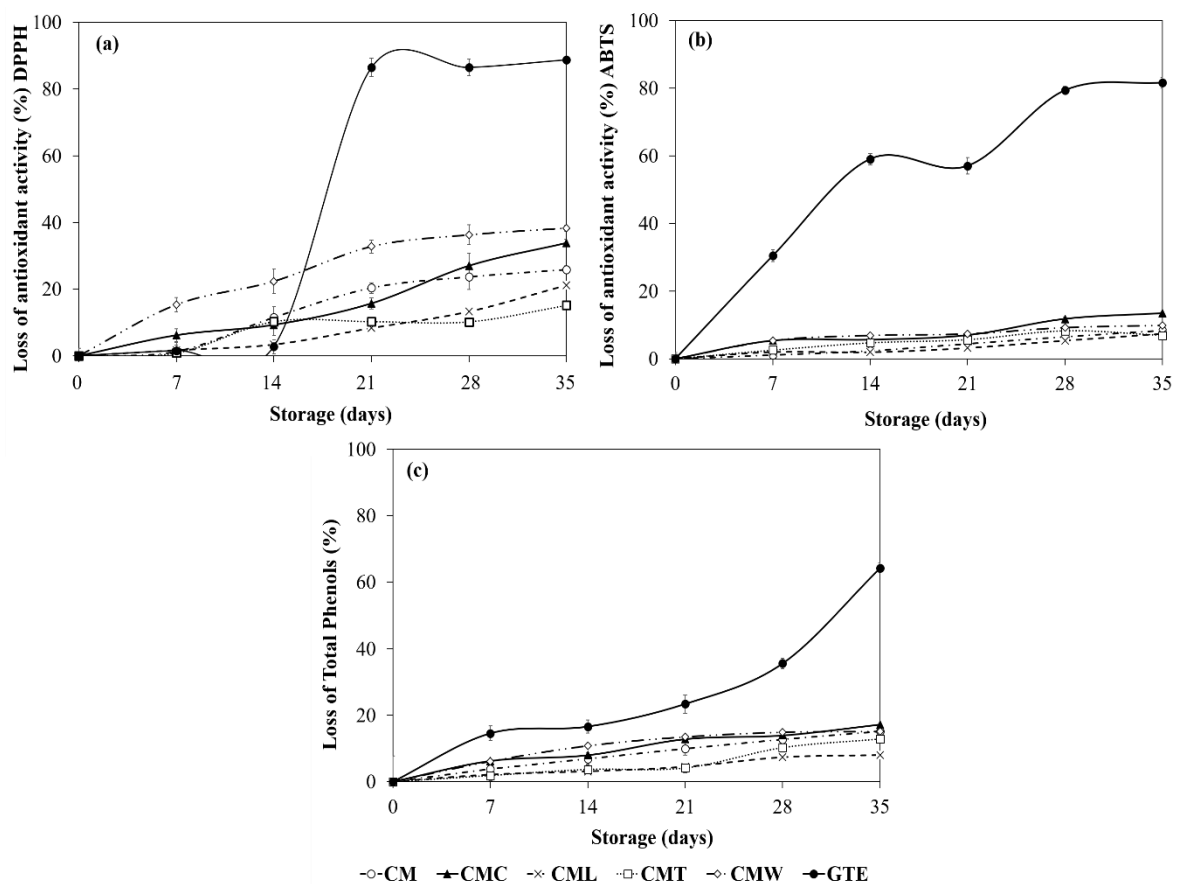 (a)
Loss of antioxidant activity (%) DPPH
100
80
60
40
20
0
0 7 14 21 28 35
Storage (days)
(b)
Loss of antioxidant activity (%) ABTS
100
80
60
40
20
0
0 7 14 21 28 35
Storage (days)
(c)
Loss of Total Phenols (%)
100
80
60
40
20
0
0 7 14 21 28 35
Storage (days)
CM CMC CML CMT CMW GTE